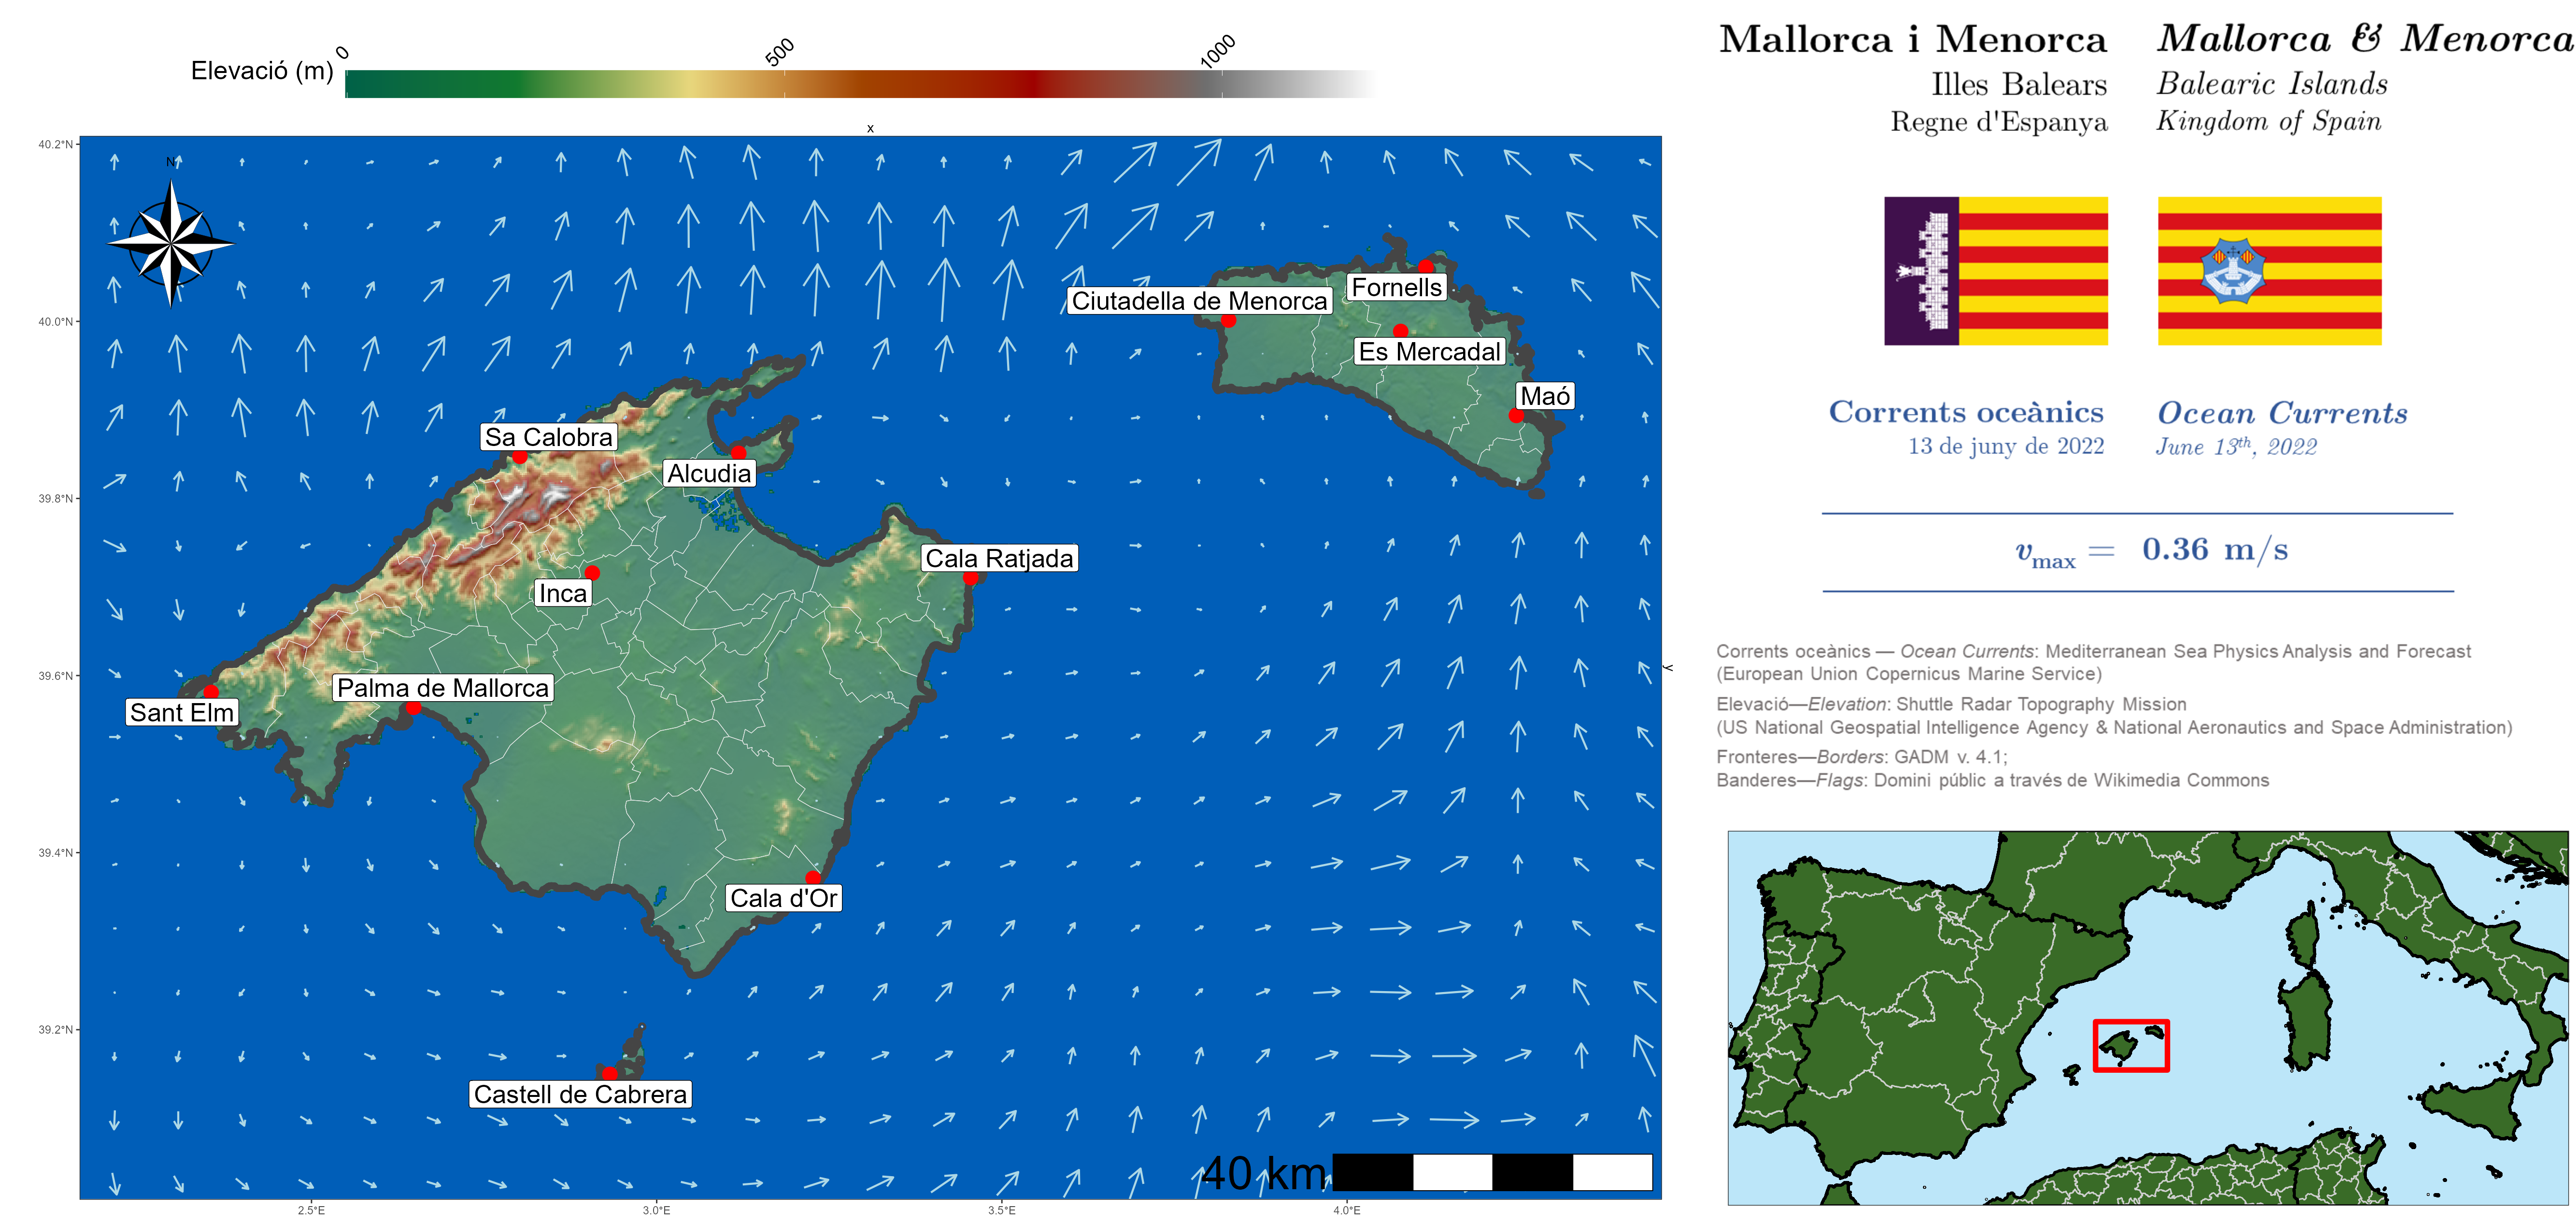 Elevació (m)
0
500
1000
x
40.2°N
40.0°N
39.8°N
39.6°N
39.4°N
39.2°N
N
Ciutadella de Menorca
Fornells
Es Mercadal
Maó
Sa Calobra
Alcudia
Cala Ratjada
Inca
Palma de Mallorca
Sant Elm
Cala d'Or
Castell de Cabrera
40 km
y
2.5°E
3.0°E
3.5°E
4.0°E
Mallorca i Menorca
Illes Balears
Regne d'Espanya
Mallorca & Menorca
Balearic Islands
Kingdom of Spain
Corrents oceànics
13 de juny de 2022
Ocean Currents
June 13th, 2022
vmax = 0.36 m/s
Corrents oceànics — Ocean Currents: Mediterranean Sea Physics Analysis and Forecast
(European Union Copernicus Marine Service)
Elevació—Elevation: Shuttle Radar Topography Mission
(US National Geospatial Intelligence Agency & National Aeronautics and Space Administration)
Fronteres—Borders: GADM v. 4.1;
Banderes—Flags: Domini públic a través de Wikimedia Commons